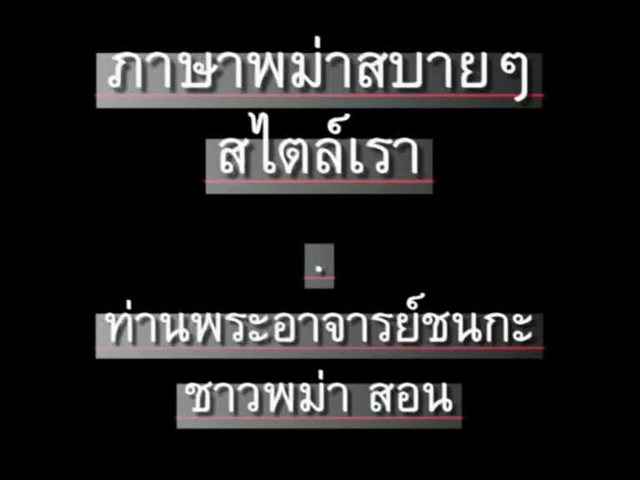 ภาษาพม่าสบายๆ
สไตล์เรา
.
ท่านพระอาจารย์ชนกะ
ชาวพม่า สอน